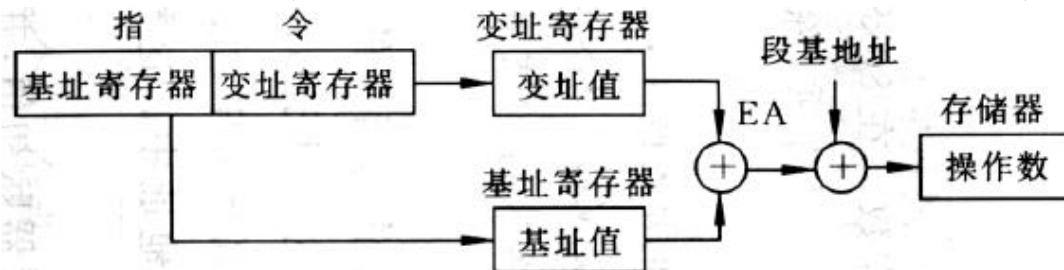 指 令
变址寄存器
段基地址
基址寄存器 变址寄存器
变址值
EA
存储器
操作数
基址寄存器
基址值